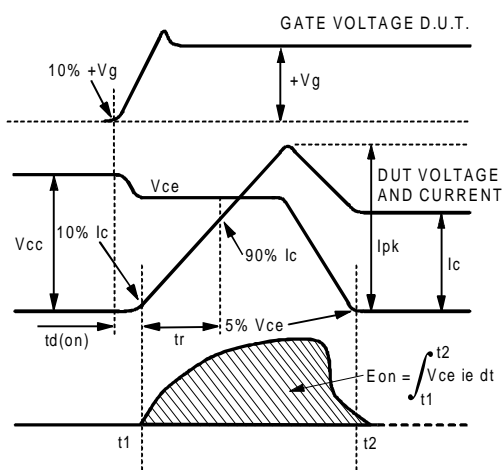 GATE VOLTAGE D.U.T.
10% +Vg
+Vg
Vce
DUT VOLTAGE
AND CURRENT
Vcc
10% Ic
90% Ic
Ipk
Ic
td(on)
tr
5% Vce
Eon = ∫ Vce ie dt
t2
t1
t1
t2